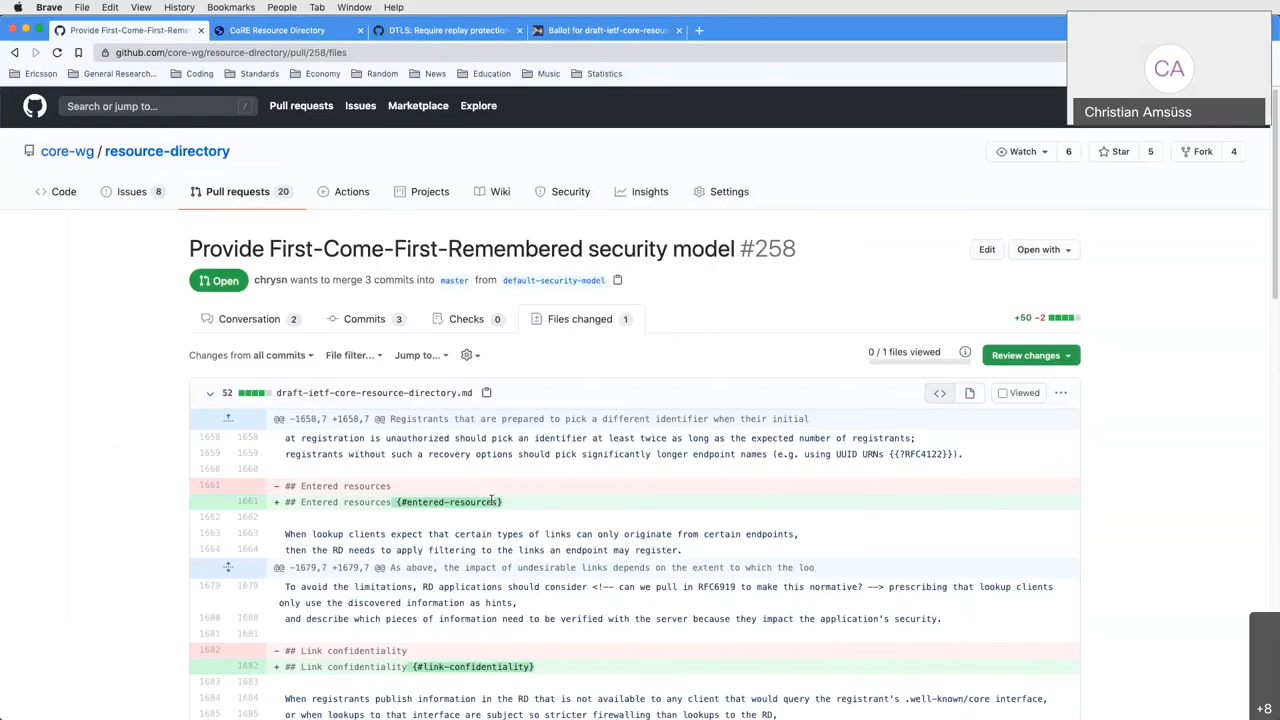 Brave File Edit View History Bookmarks People Tab Window Help
Provide First-Come-First-Reme
CoRE Resource Directory
DTLS: Require replay protection
Ballot for draft-ietf-core-resour
github.com/core-wg/resource-directory/pull/258/files
Ericsson General Research... Coding Standards Economy Random News Education Music Statistics
CA
Christian Amsüss
Search or jump to... / Pull requests Issues Marketplace Explore
core-wg / resource-directory
Watch 6 Star 5 Fork 4
Code Issues 8 Pull requests 20 Actions Projects Wiki Security Insights Settings
Provide First-Come-First-Remembered security model #258
Edit Open with
Open chrysn wants to merge 3 commits into master from default-security-model
Conversation 2 Commits 3 Checks 0 Files changed 1
+50 −2
Changes from all commits File filter... Jump to...
0 / 1 files viewed Review changes
52 draft-ietf-core-resource-directory.md Viewed
@@ -1658,7 +1658,7 @@ Registrants that are prepared to pick a different identifier when their initial
1658 1658 at registration is unauthorized should pick an identifier at least twice as long as the expected number of registrants;
1659 1659 registrants without such a recovery options should pick significantly longer endpoint names (e.g. using UUID URNs {{?RFC4122}}).
1660 1660
1661 - ## Entered resources
1661 + ## Entered resources {#entered-resources}
1662 1662
1663 1663 When lookup clients expect that certain types of links can only originate from certain endpoints,
1664 1664 then the RD needs to apply filtering to the links an endpoint may register.
@@ -1679,7 +1679,7 @@ As above, the impact of undesirable links depends on the extent to which the loo
1679 1679 To avoid the limitations, RD applications should consider <!-- can we pull in RFC6919 to make this normative? --> prescribing that lookup clients
only use the discovered information as hints,
1680 1680 and describe which pieces of information need to be verified with the server because they impact the application's security.
1681 1681
1682 - ## Link confidentiality
1682 + ## Link confidentiality {#link-confidentiality}
1683 1683
1684 1684 When registrants publish information in the RD that is not available to any client that would query the registrant's .well-known/core interface,
1685 1685 or when lookups to that interface are subject so stricter firewalling than lookups to the RD,
+8